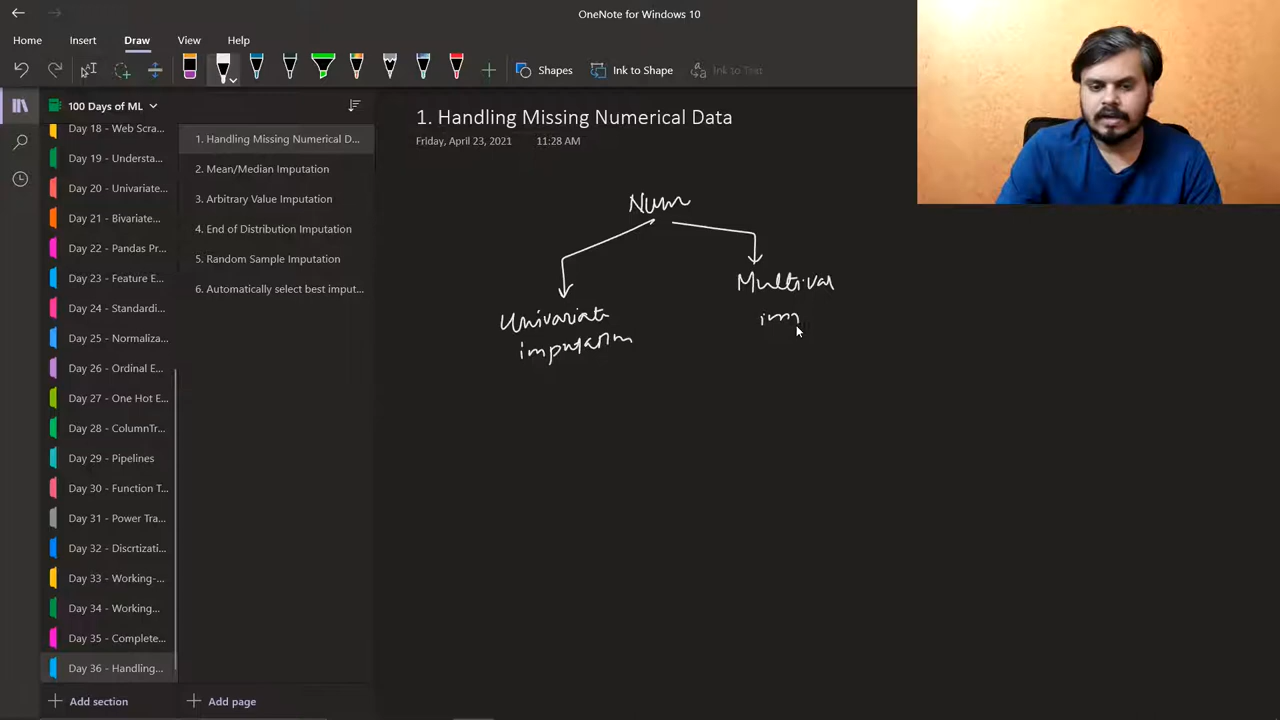 OneNote for Windows 10
Home Insert Draw View Help
Shapes Ink to Shape Ink to Text
100 Days of ML
Day 18 - Web Scra...
Day 19 - Understa...
Day 20 - Univariate...
Day 21 - Bivariate...
Day 22 - Pandas Pr...
Day 23 - Feature E...
Day 24 - Standardi...
Day 25 - Normaliza...
Day 26 - Ordinal E...
Day 27 - One Hot E...
Day 28 - ColumnTr...
Day 29 - Pipelines
Day 30 - Function T...
Day 31 - Power Tra...
Day 32 - Discrtizati...
Day 33 - Working-...
Day 34 - Working...
Day 35 - Complete...
Day 36 - Handling...
Add section
1. Handling Missing Numerical D...
2. Mean/Median Imputation
3. Arbitrary Value Imputation
4. End of Distribution Imputation
5. Random Sample Imputation
6. Automatically select best imput...
Add page
1. Handling Missing Numerical Data
Friday, April 23, 2021 11:28 AM
Num
Univariate
imputation
Multivar
imp